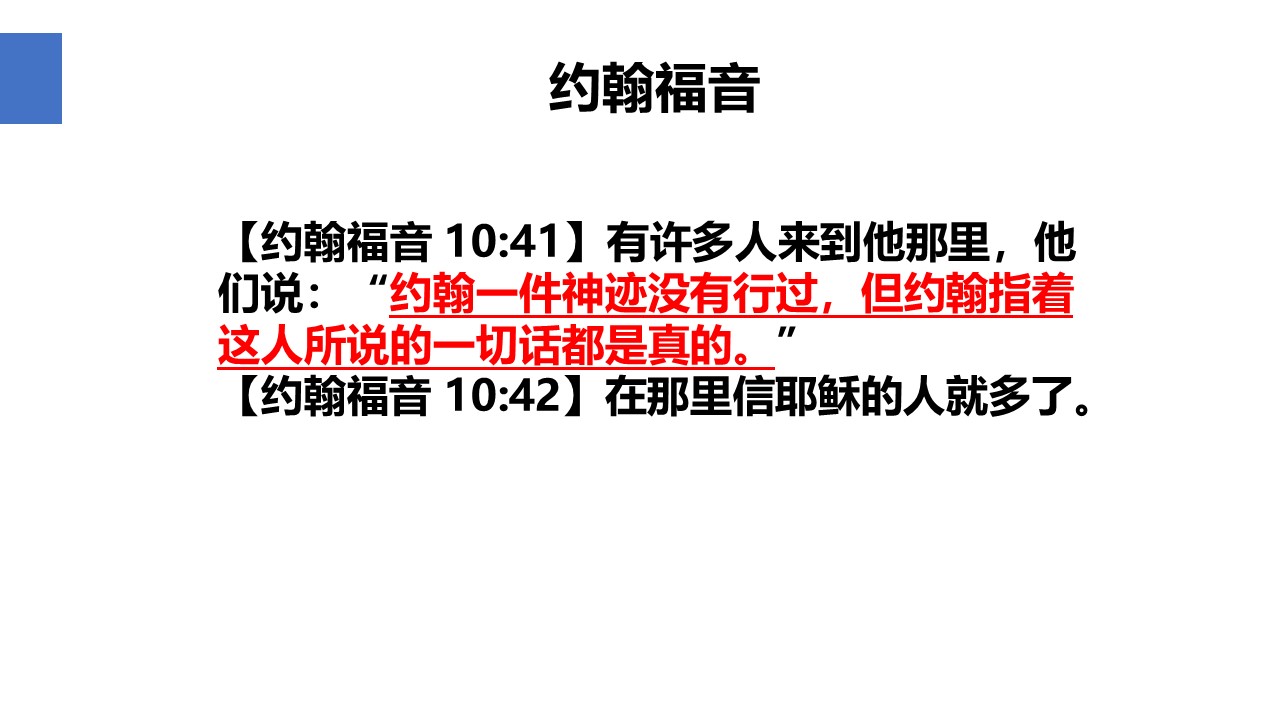 约翰福音
【约翰福音 10:41】有许多人来到他那里，他
们说：“约翰一件神迹没有行过，但约翰指着
这人所说的一切话都是真的。”
【约翰福音 10:42】在那里信耶稣的人就多了。